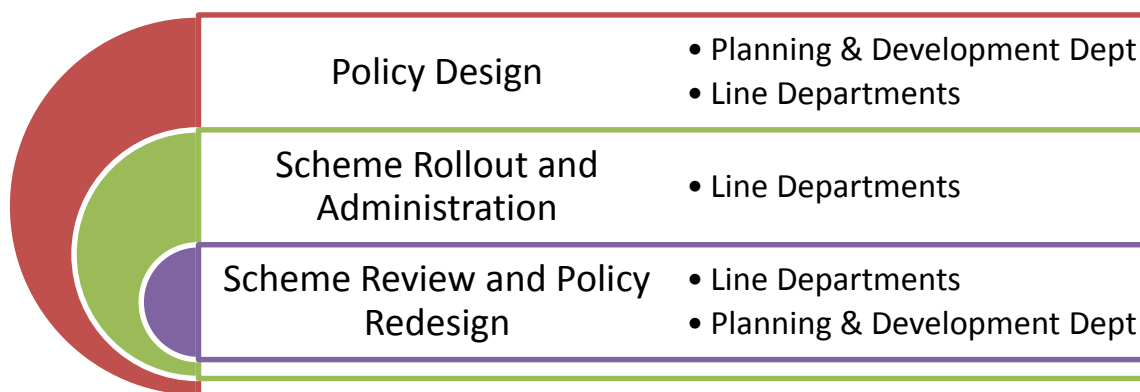 Policy Design
• Planning & Development Dept
• Line Departments
Scheme Rollout and
Administration
• Line Departments
Scheme Review and Policy
Redesign
• Line Departments
• Planning & Development Dept